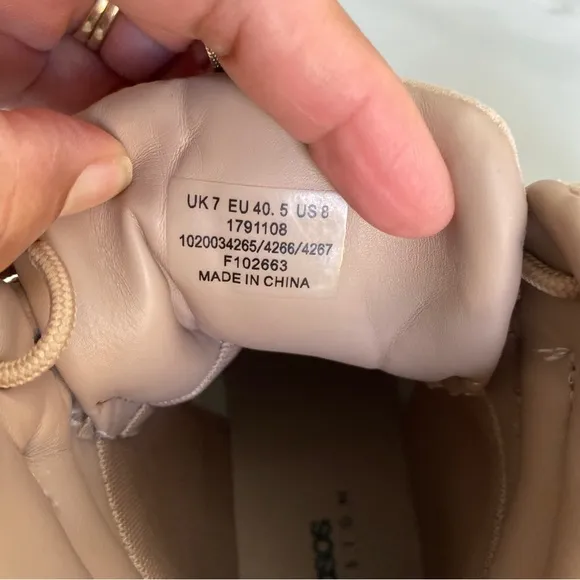 UK 7 EU 40. 5 US 8
1791108
1020034265/4266/4267
F102663
MADE IN CHINA